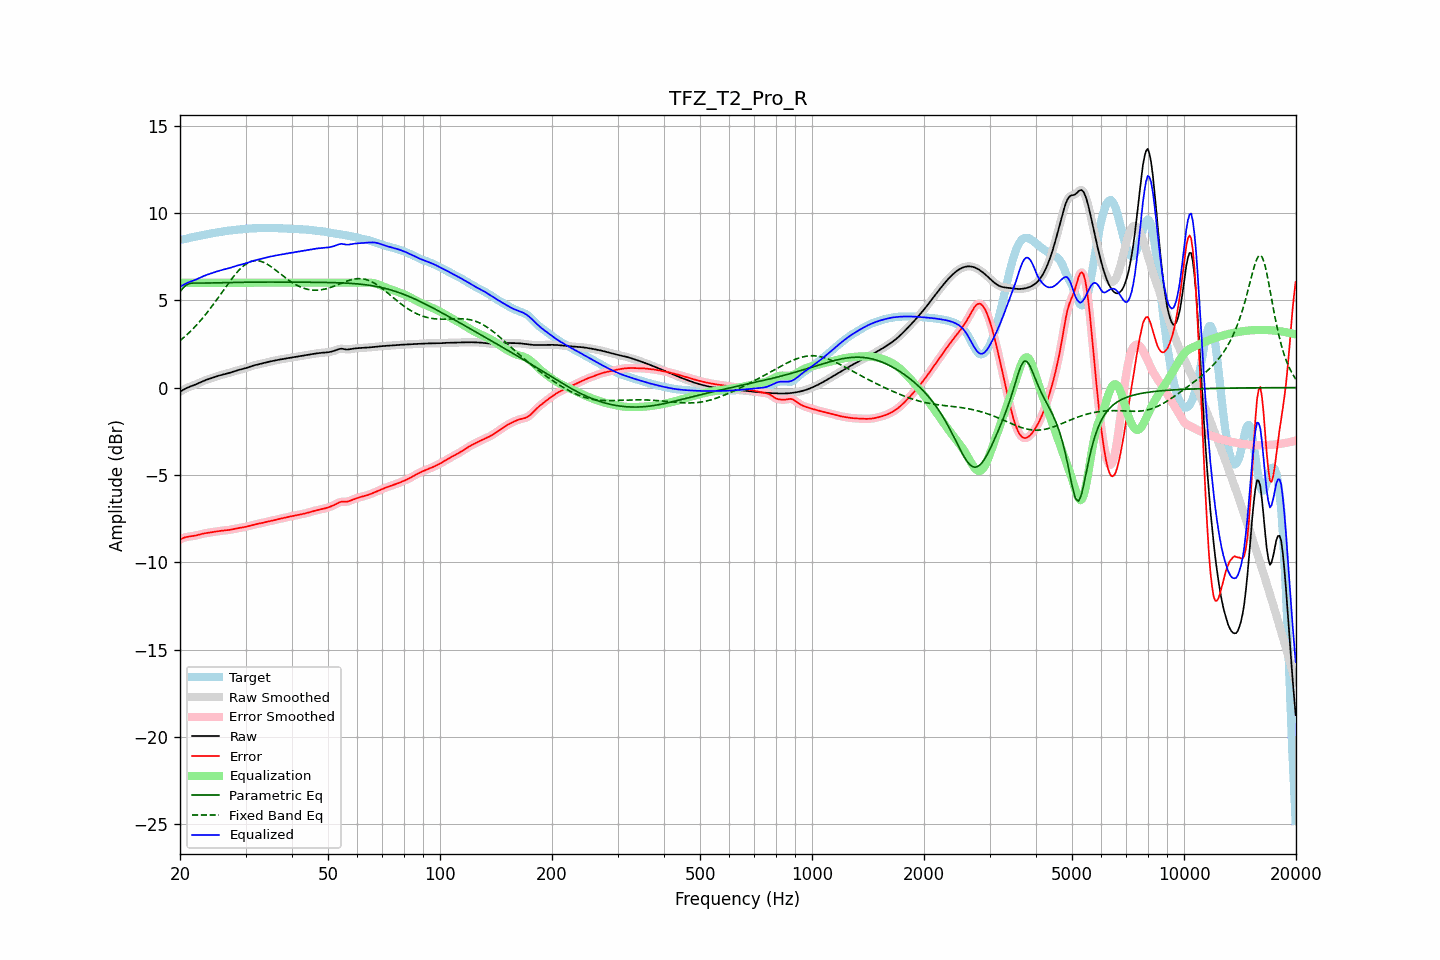 TFZ_T2_Pro_R
15
10
5
0
−5
−10
−15
−20
−25
Amplitude (dBr)
Target
Raw Smoothed
Error Smoothed
Raw
Error
Equalization
Parametric Eq
Fixed Band Eq
Equalized
20 50 100 200 500 1000 2000 5000 10000 20000
Frequency (Hz)